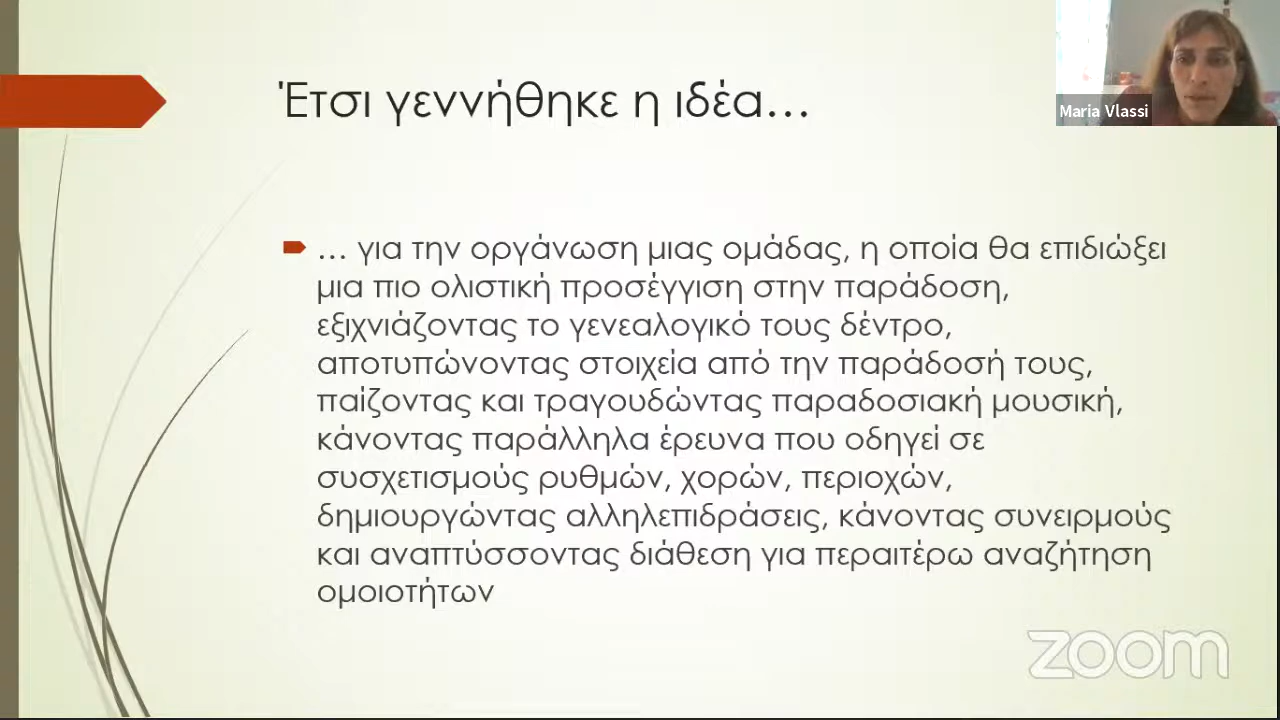 Έτσι γεννήθηκε η ιδέα…
Maria Vlassi
… για την οργάνωση μιας ομάδας, η οποία θα επιδιώξει
μια πιο ολιστική προσέγγιση στην παράδοση,
εξιχνιάζοντας το γενεαλογικό τους δέντρο,
αποτυπώνοντας στοιχεία από την παράδοσή τους,
παίζοντας και τραγουδώντας παραδοσιακή μουσική,
κάνοντας παράλληλα έρευνα που οδηγεί σε
συσχετισμούς ρυθμών, χορών, περιοχών,
δημιουργώντας αλληλεπιδράσεις, κάνοντας συνειρμούς
και αναπτύσσοντας διάθεση για περαιτέρω αναζήτηση
ομοιοτήτων
zoom